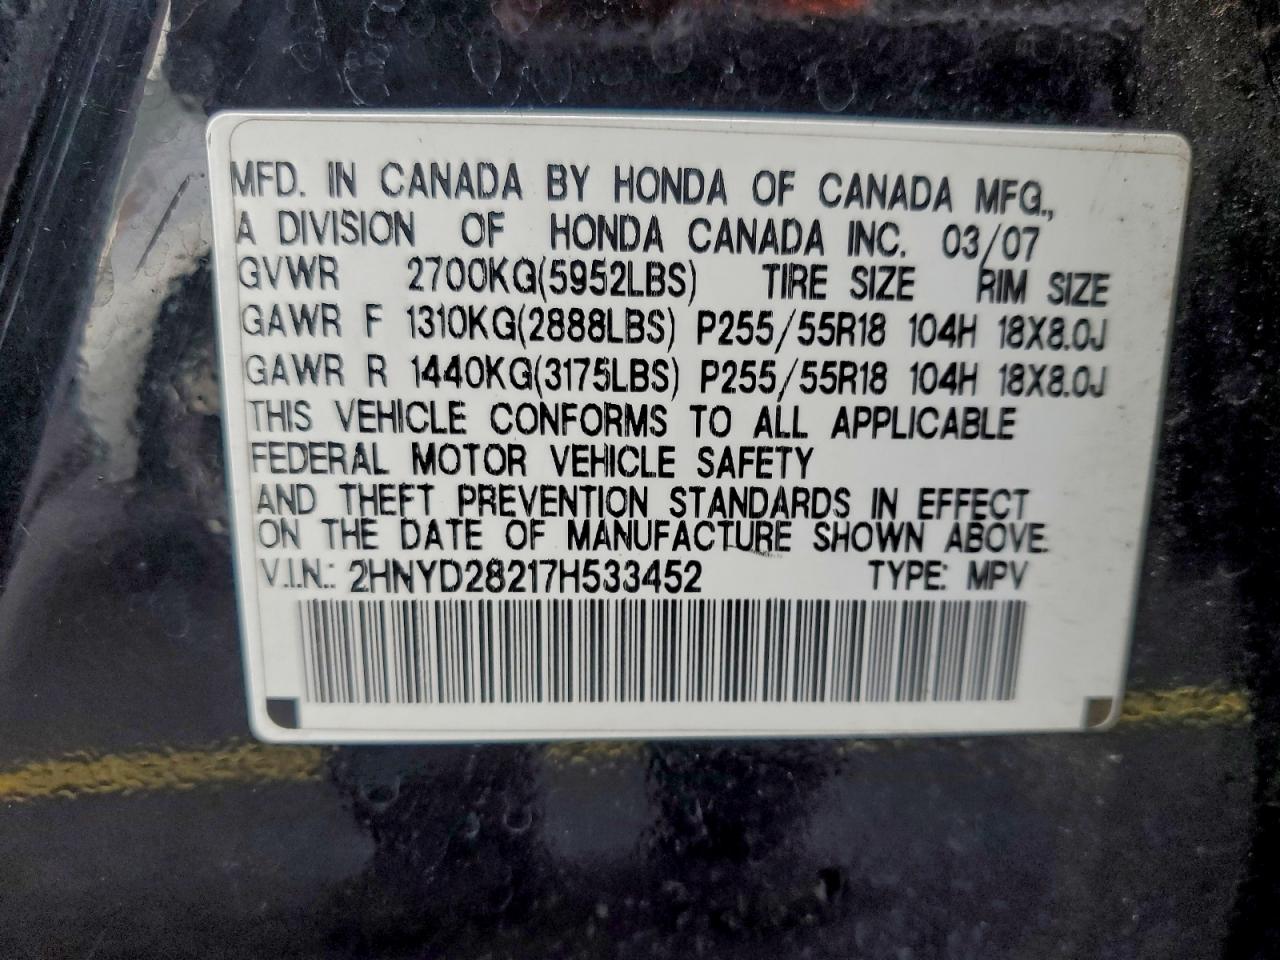 MFD. IN CANADA BY HONDA OF CANADA MFG.,
A DIVISION OF HONDA CANADA INC. 03/07
GVWR 2700KG(5952LBS) TIRE SIZE RIM SIZE
GAWR F 1310KG(2888LBS) P255/55R18 104H 18X8.0J
GAWR R 1440KG(3175LBS) P255/55R18 104H 18X8.0J
THIS VEHICLE CONFORMS TO ALL APPLICABLE
FEDERAL MOTOR VEHICLE SAFETY
AND THEFT PREVENTION STANDARDS IN EFFECT
ON THE DATE OF MANUFACTURE SHOWN ABOVE.
V.I.N.: 2HNYD28217H533452 TYPE: MPV